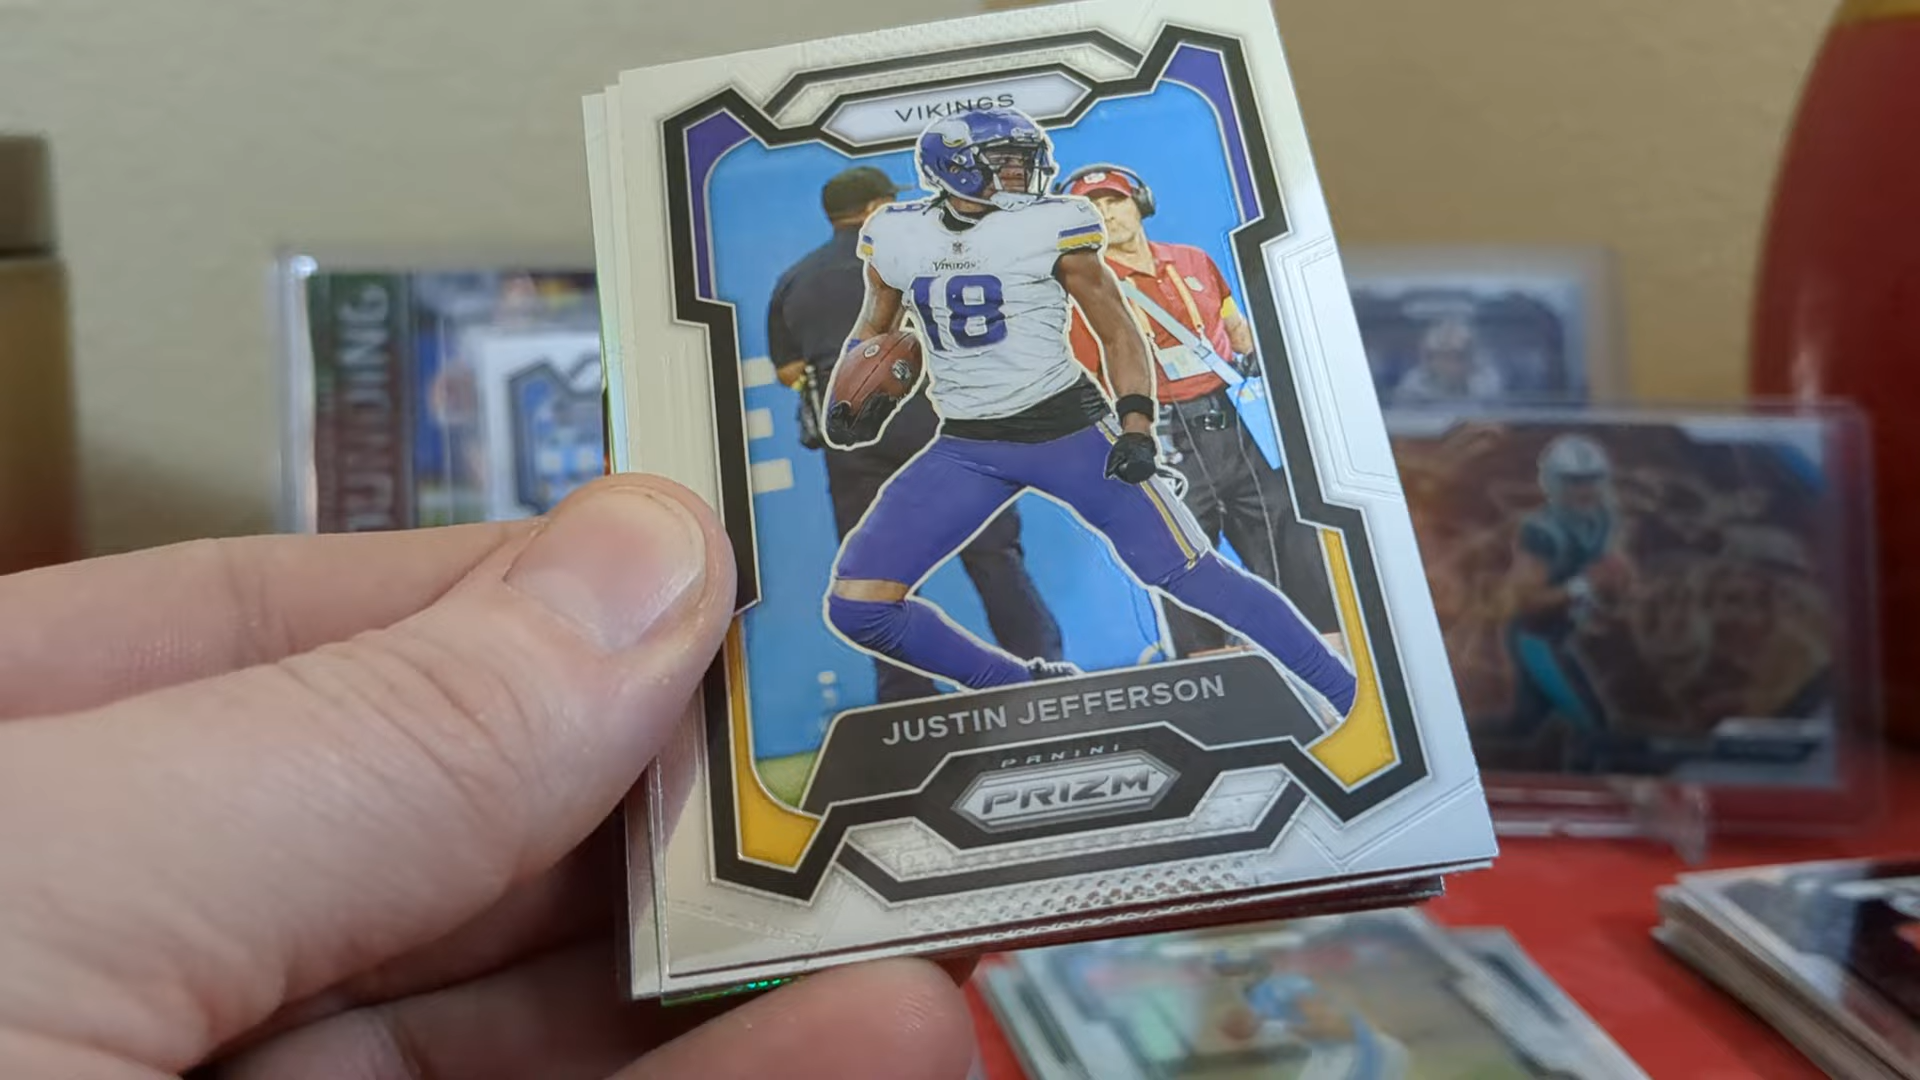 VIKINGS
Vikings
18
JUSTIN JEFFERSON
PANINI
PRIZM